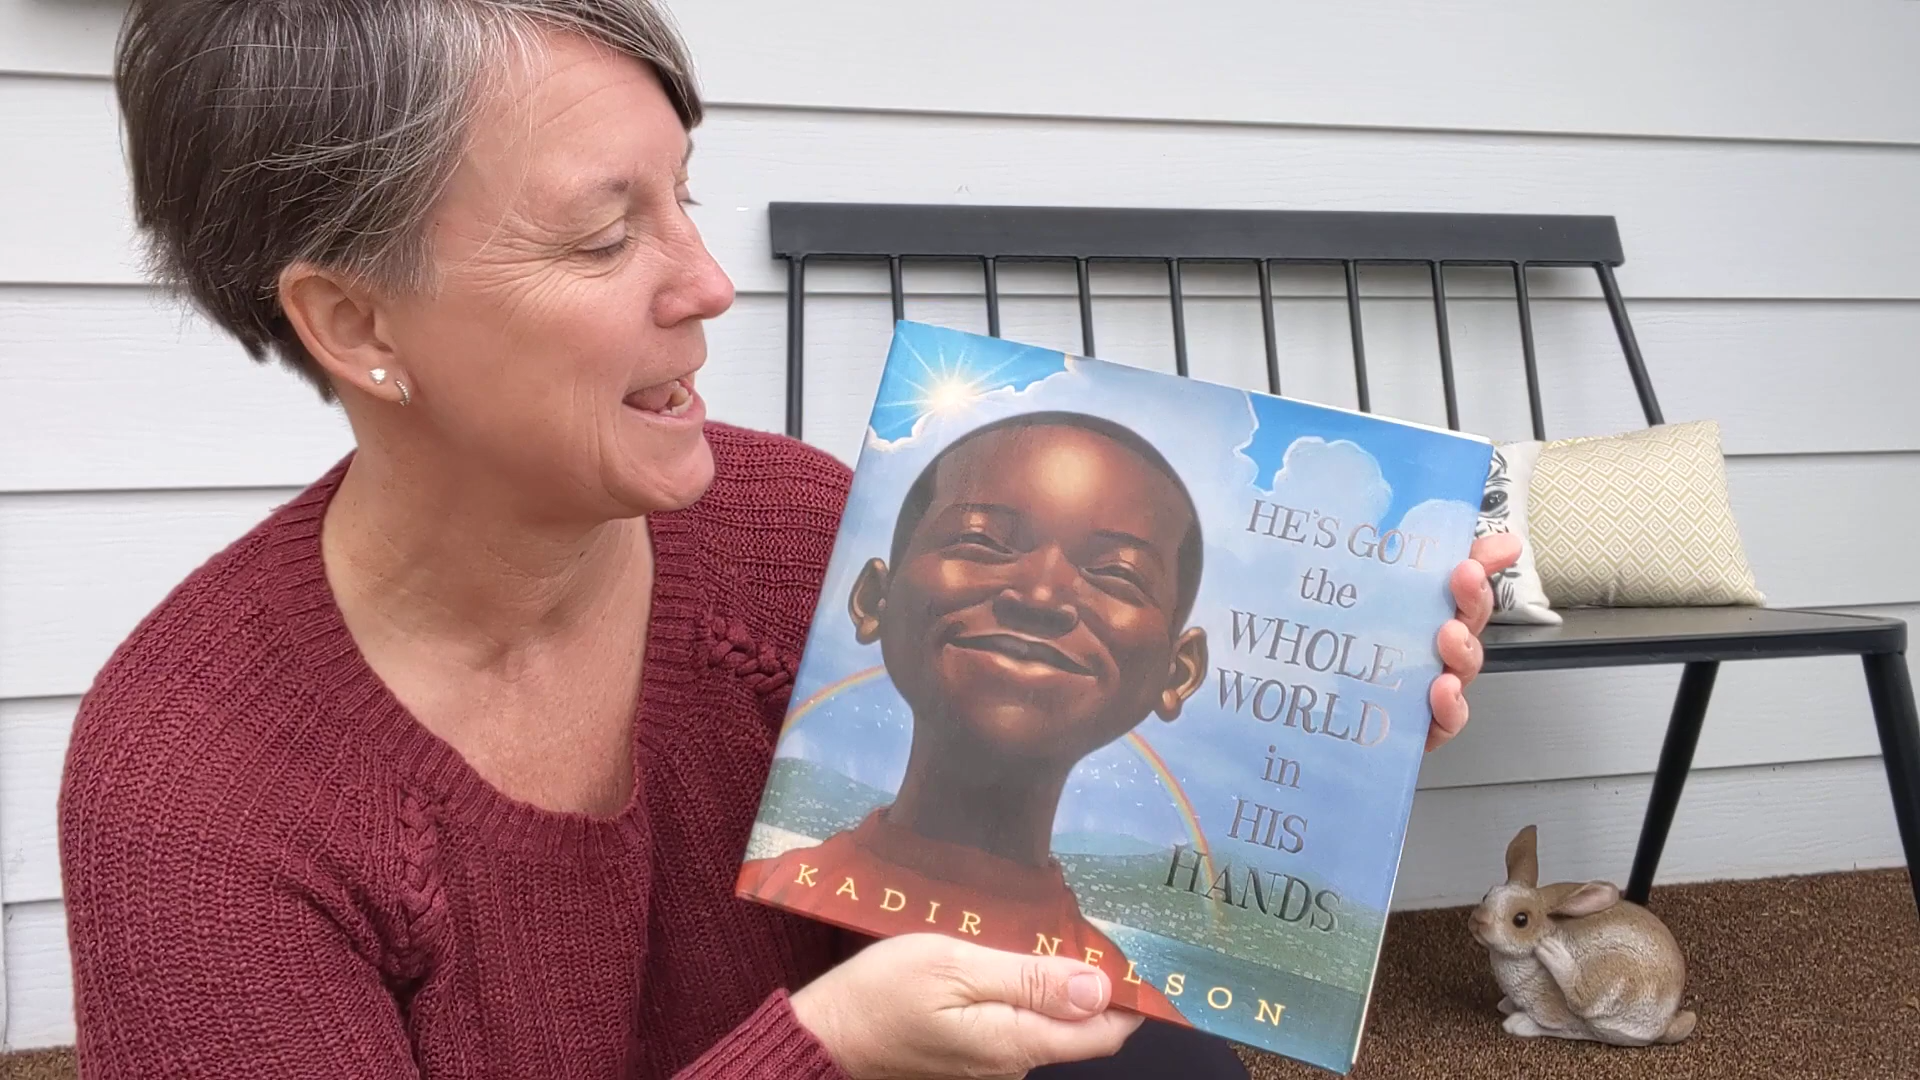 HE'S GOT
the
WHOLE
WORLD
in
HIS
HANDS
KADIR NELSON